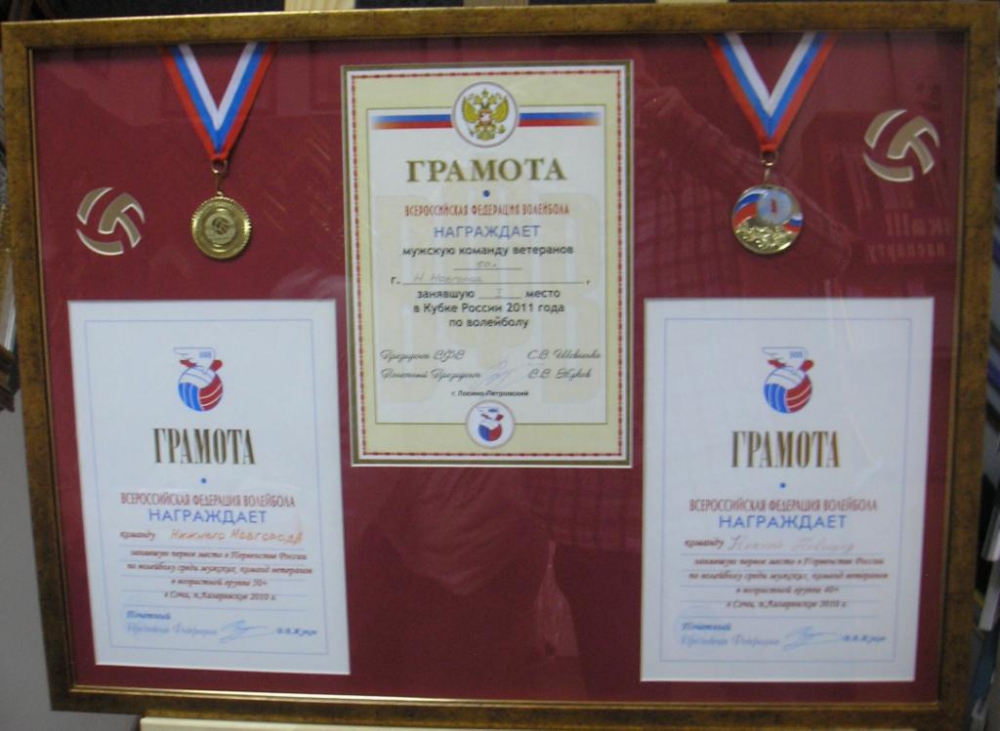 ГРАМОТА
ВСЕРОССИЙСКАЯ ФЕДЕРАЦИЯ ВОЛЕЙБОЛА
НАГРАЖДАЕТ
мужскую команду ветеранов
50+
г. Н. Новгород,
занявшую I место
в Кубке России 2011 года
по волейболу
Президент ВФВ
Почетный Президент В.В. Жуков
г. Лосино-Петровский
ГРАМОТА
ВСЕРОССИЙСКАЯ ФЕДЕРАЦИЯ ВОЛЕЙБОЛА
НАГРАЖДАЕТ
команду Нижнего Новгорода
занявшую первое место в Первенстве России
по волейболу среди мужских команд ветеранов
в возрастной группе 50+
в Сочи, п.Лазаревское 2010 г.
Почетный
Президент Федерации В.В.Жуков
ГРАМОТА
ВСЕРОССИЙСКАЯ ФЕДЕРАЦИЯ ВОЛЕЙБОЛА
НАГРАЖДАЕТ
команду
занявшую первое место в Первенстве России
по волейболу среди мужских команд ветеранов
в возрастной группе 40+
в Сочи, п.Лазаревское 2010 г.
Почетный
Президент Федерации В.В.Жуков